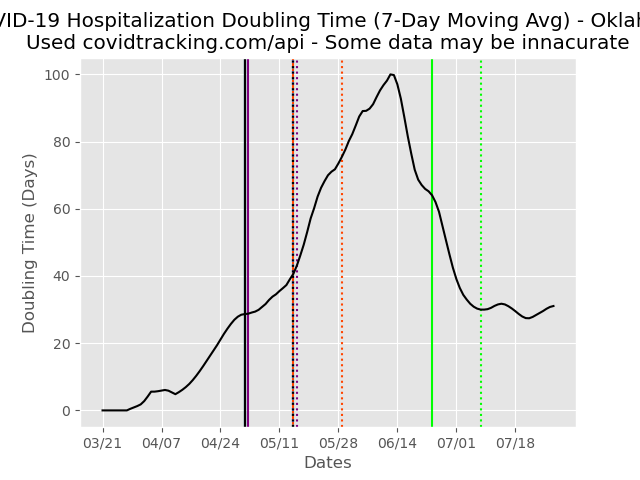 VID-19 Hospitalization Doubling Time (7-Day Moving Avg) - Oklah
Used covidtracking.com/api - Some data may be innacurate
100
80
60
40
20
0
Doubling Time (Days)
03/21 04/07 04/24 05/11 05/28 06/14 07/01 07/18
Dates